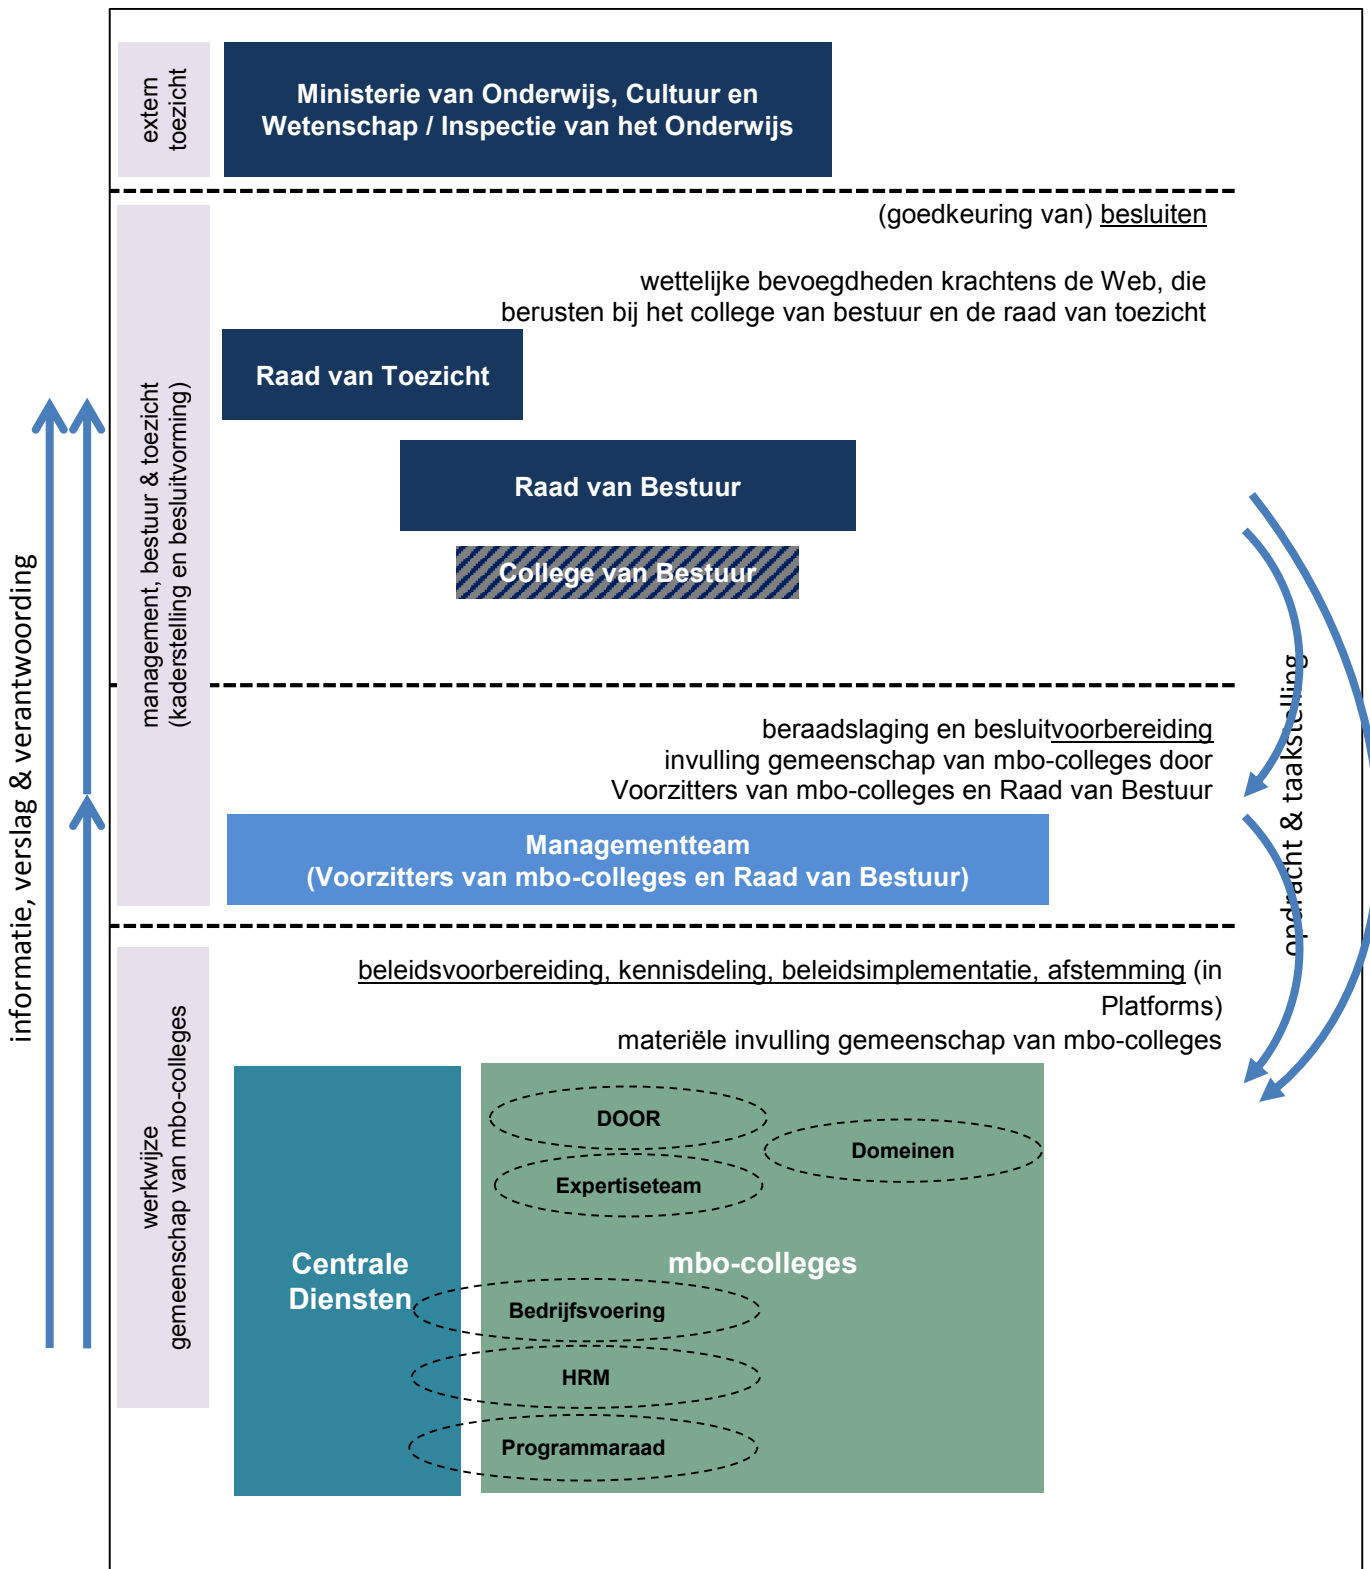 extern
toezicht
Ministerie van Onderwijs, Cultuur en
Wetenschap / Inspectie van het Onderwijs
(goedkeuring van) besluiten
wettelijke bevoegdheden krachtens de Web, die
berusten bij het college van bestuur en de raad van toezicht
management, bestuur & toezicht
(kaderstelling en besluitvorming)
Raad van Toezicht
Raad van Bestuur
College van Bestuur
informatie, verslag & verantwoording
opdracht & taakstelling
beraadslaging en besluitvoorbereiding
invulling gemeenschap van mbo-colleges door
Voorzitters van mbo-colleges en Raad van Bestuur
Managementteam
(Voorzitters van mbo-colleges en Raad van Bestuur)
werkwijze
gemeenschap van mbo-colleges
beleidsvoorbereiding, kennisdeling, beleidsimplementatie, afstemming (in
Platforms)
materiële invulling gemeenschap van mbo-colleges
DOOR
Domeinen
Expertiseteam
Centrale
Diensten
mbo-colleges
Bedrijfsvoering
HRM
Programmaraad